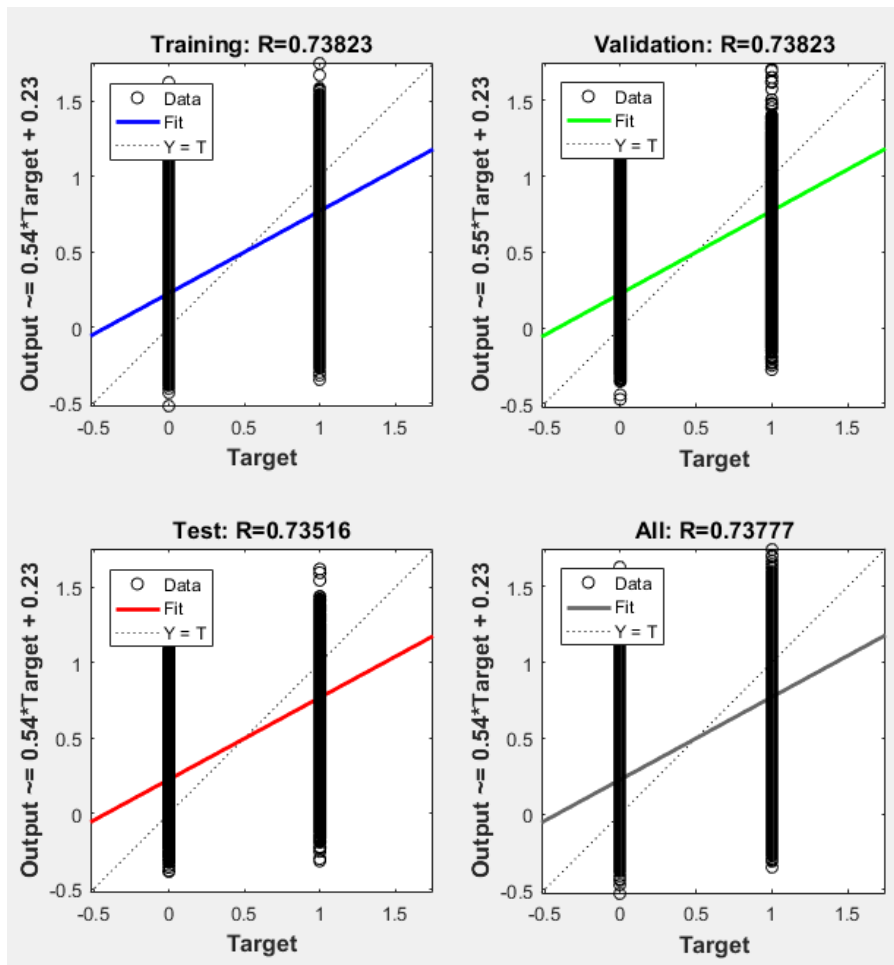 Training: R=0.73823
Output ~= 0.54*Target + 0.23
1.5
1
0.5
0
-0.5
Data
Fit
Y = T
-0.5
0
0.5
1
1.5
Target
Validation: R=0.73823
Output ~= 0.55*Target + 0.23
1.5
1
0.5
0
-0.5
Data
Fit
Y = T
-0.5
0
0.5
1
1.5
Target
Test: R=0.73516
Output ~= 0.54*Target + 0.23
1.5
1
0.5
0
-0.5
Data
Fit
Y = T
-0.5
0
0.5
1
1.5
Target
All: R=0.73777
Output ~= 0.54*Target + 0.23
1.5
1
0.5
0
-0.5
Data
Fit
Y = T
-0.5
0
0.5
1
1.5
Target